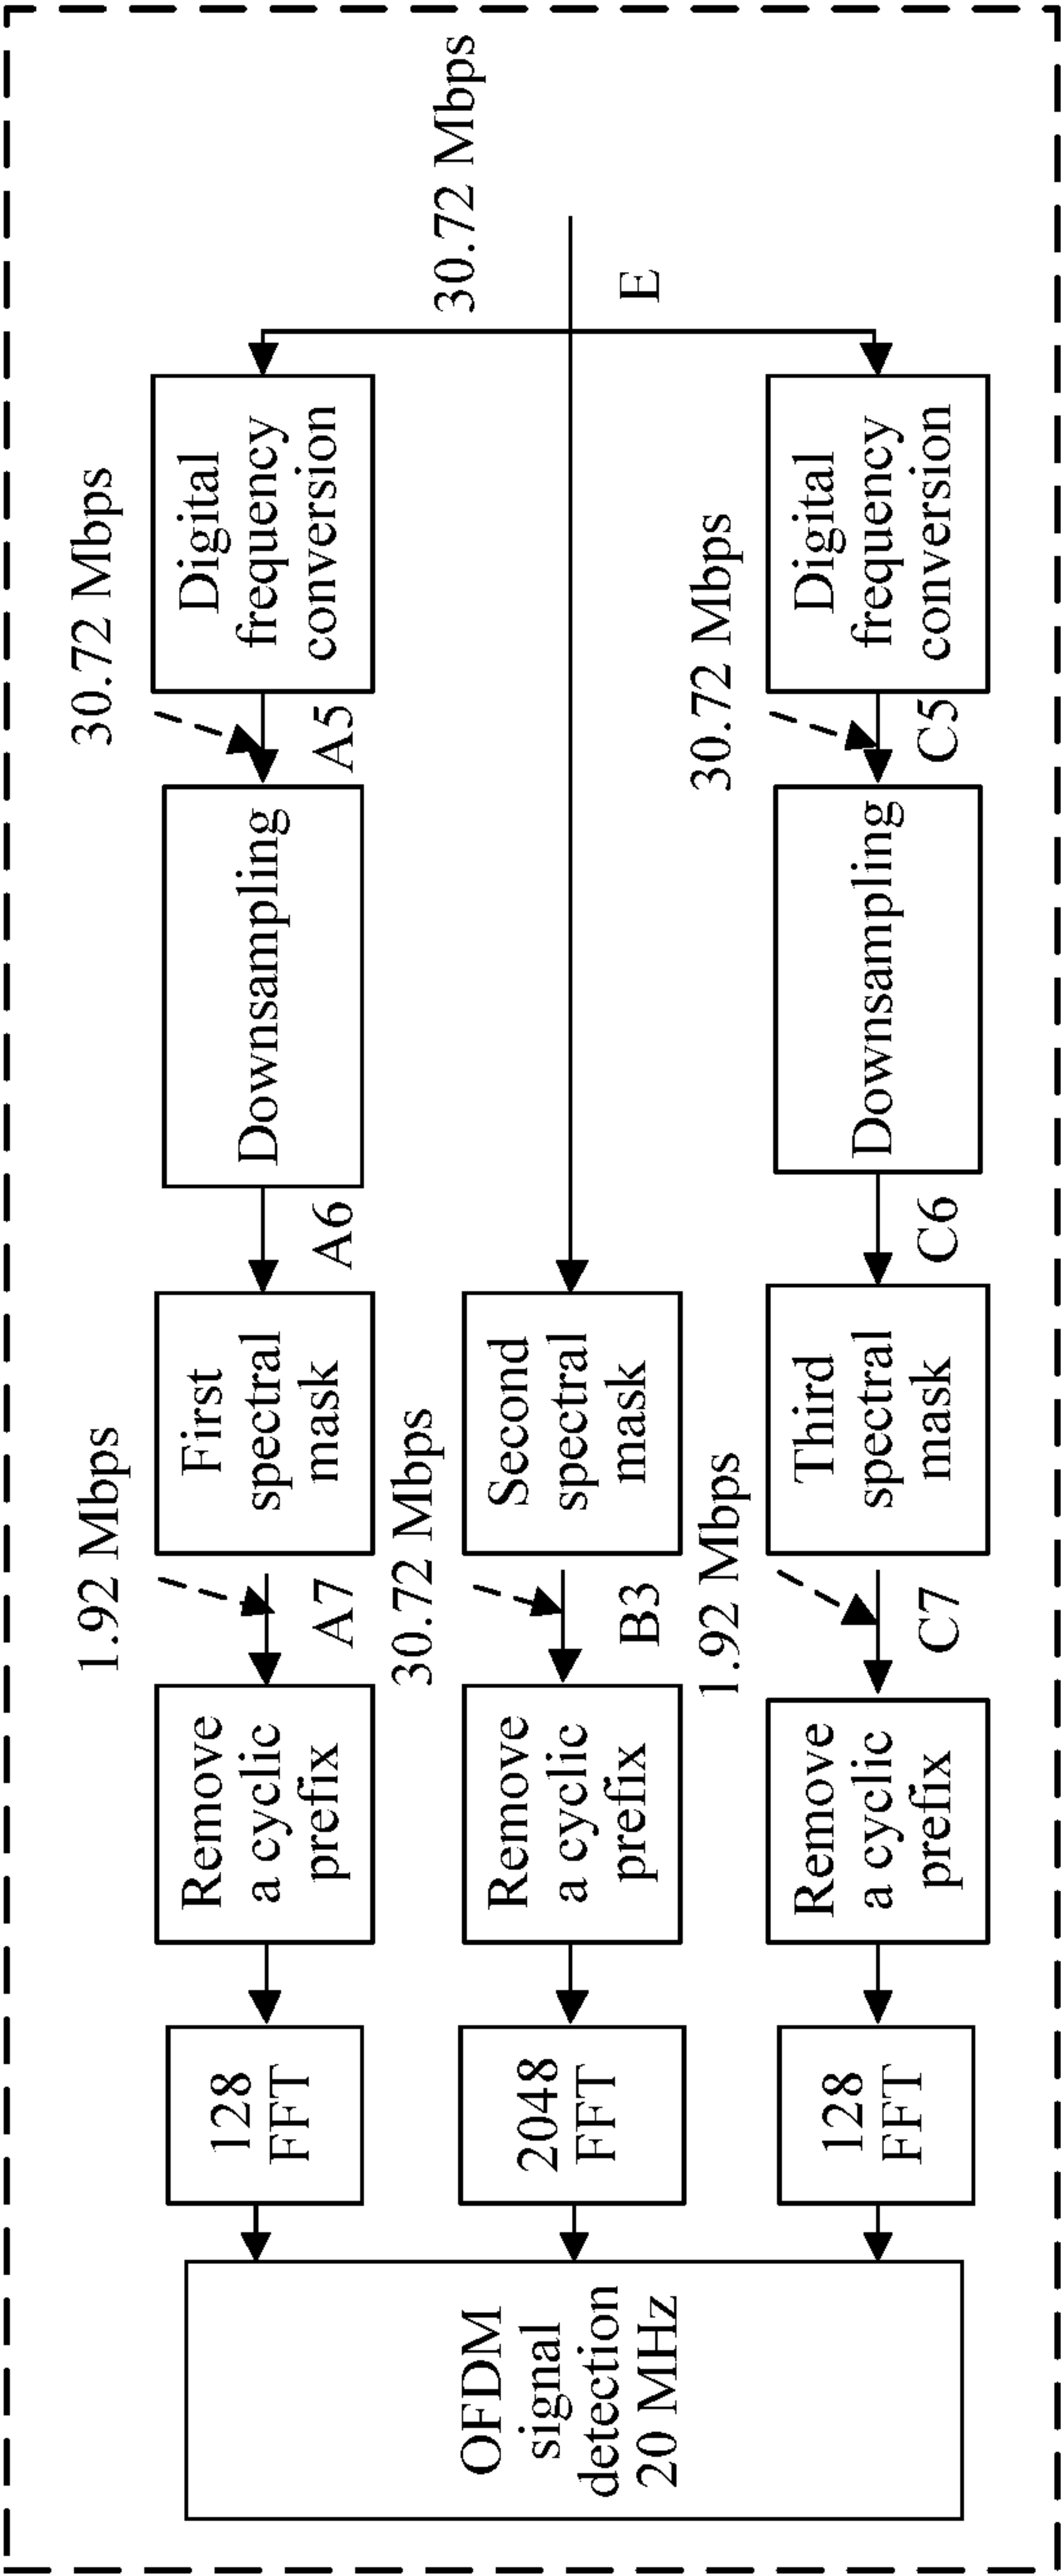 30.72 Mbps
Digital
frequency
conversion
A5
Downsampling
A6
First
spectral
mask
1.92 Mbps
A7
Remove
a cyclic
prefix
128
FFT
30.72 Mbps
E
Second
spectral
mask
30.72 Mbps
B3
Remove
a cyclic
prefix
2048
FFT
30.72 Mbps
Digital
frequency
conversion
C5
Downsampling
C6
Third
spectral
mask
1.92 Mbps
C7
Remove
a cyclic
prefix
128
FFT
OFDM
signal
detection
20 MHz